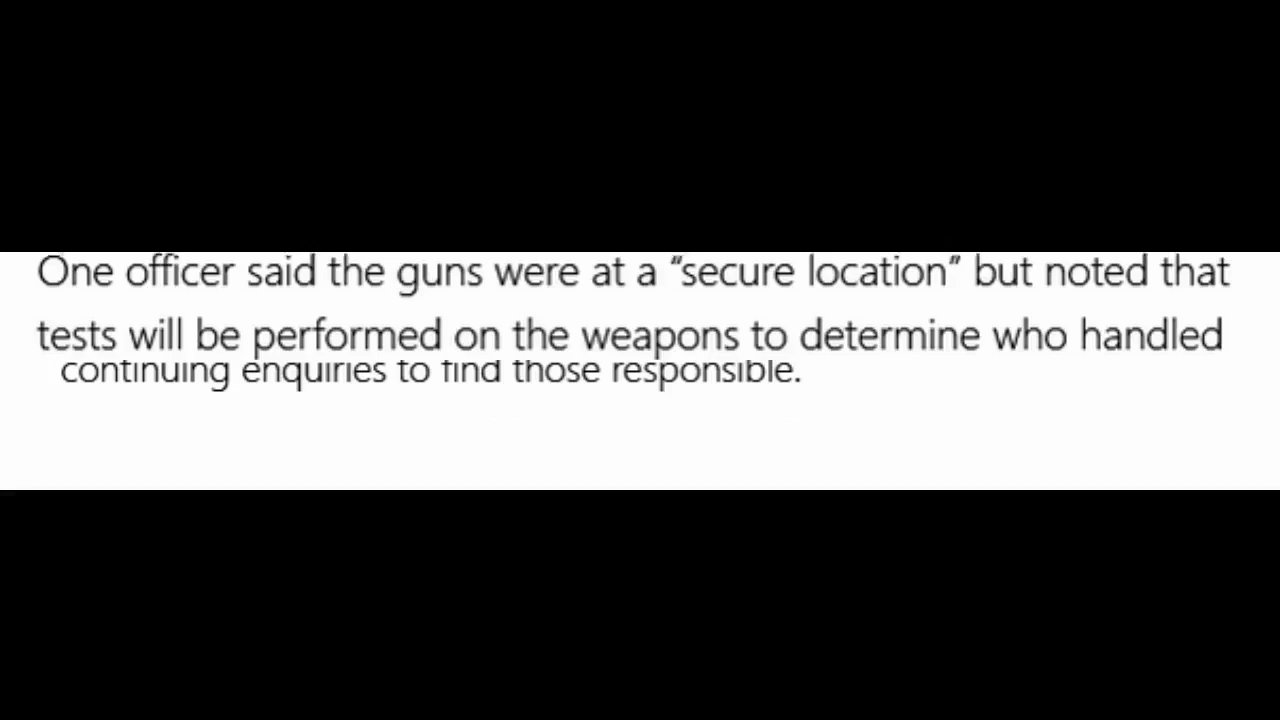 One officer said the guns were at a “secure location” but noted that
tests will be performed on the weapons to determine who handled
continuing enquiries to find those responsible.